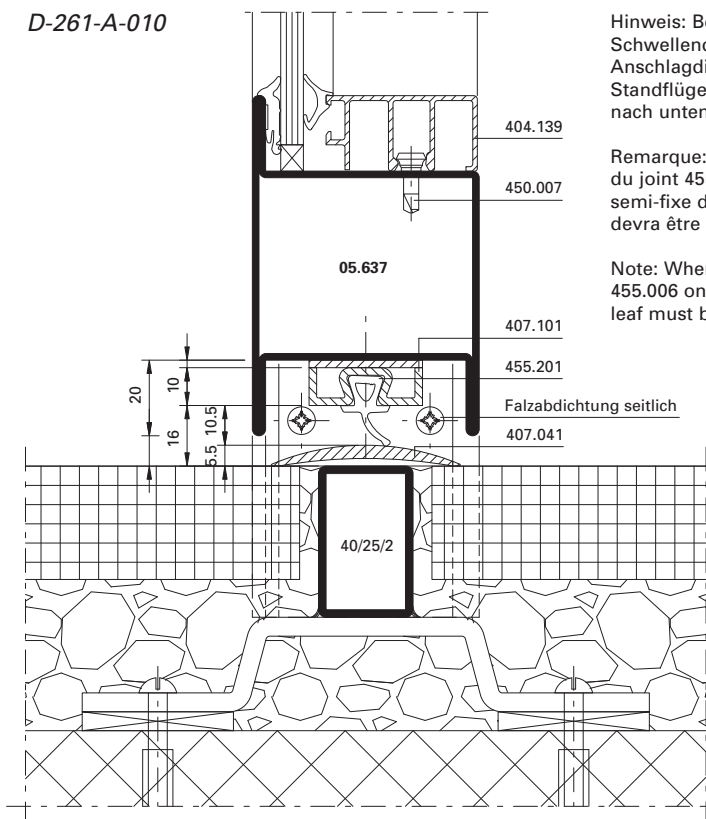 D-261-A-010
Hinweis:
Schwellend
Anschlagdi
Standflüge
nach unten
Remarque:
du joint 45
semi-fixe d
devra être
Note: Wher
455.006 on
leaf must b
404.139
450.007
05.637
407.101
455.201
Falzabdichtung seitlich
407.041
20
10
16
10.5
5.5
40/25/2